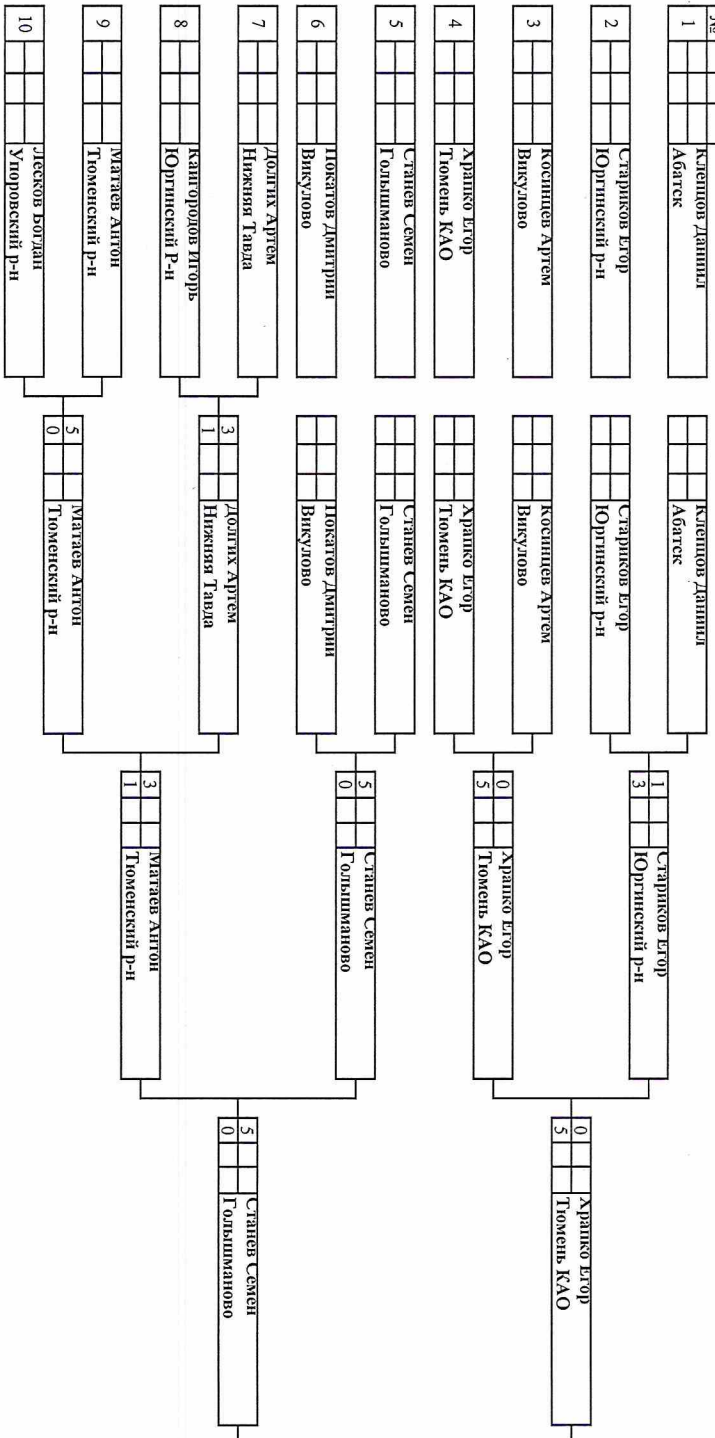 №
1
Клепцов Даниил
Абатск
2
Стариков Егор
Юргинский р-н
3
Косинцев Артем
Викулово
4
Храпко Егор
Тюмень КАО
5
Станев Семен
Голышманово
6
Покатов Дмитрий
Викулово
7
Долгих Артем
Нижняя Тавда
8
Кайгородов Игорь
Юргинский Р-н
9
Матаев Антон
Тюменский р-н
10
Лесков Богдан
Упоровский р-н
Клепцов Даниил
Абатск
Стариков Егор
Юргинский р-н
Косинцев Артем
Викулово
Храпко Егор
Тюмень КАО
Станев Семен
Голышманово
Покатов Дмитрий
Викулово
3
1
Долгих Артем
Нижняя Тавда
5
0
Матаев Антон
Тюменский р-н
1
3
Стариков Егор
Юргинский р-н
0
5
Храпко Егор
Тюмень КАО
5
0
Станев Семен
Голышманово
3
1
Матаев Антон
Тюменский р-н
0
5
Храпко Егор
Тюмень КАО
5
0
Станев Семен
Голышманово